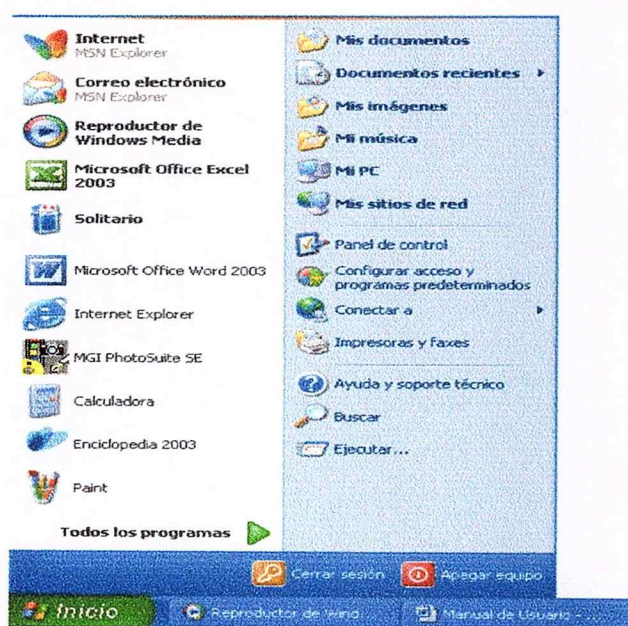 Internet
MSN Explorer
Correo electrónico
MSN Explorer
Reproductor de
Windows Media
Microsoft Office Excel
2003
Solitario
Microsoft Office Word 2003
Internet Explorer
MGI PhotoSuite SE
Calculadora
Enciclopedia 2003
Paint
Todos los programas
Mis documentos
Documentos recientes
Mis imágenes
Mi música
Mi PC
Mis sitios de red
Panel de control
Configurar acceso y
programas predeterminados
Conectar a
Impresoras y faxes
Ayuda y soporte técnico
Buscar
Ejecutar...
Cerrar sesión
Apagar equipo
Inicio
Reproductor de Wind...
Manual de Usuario - ...